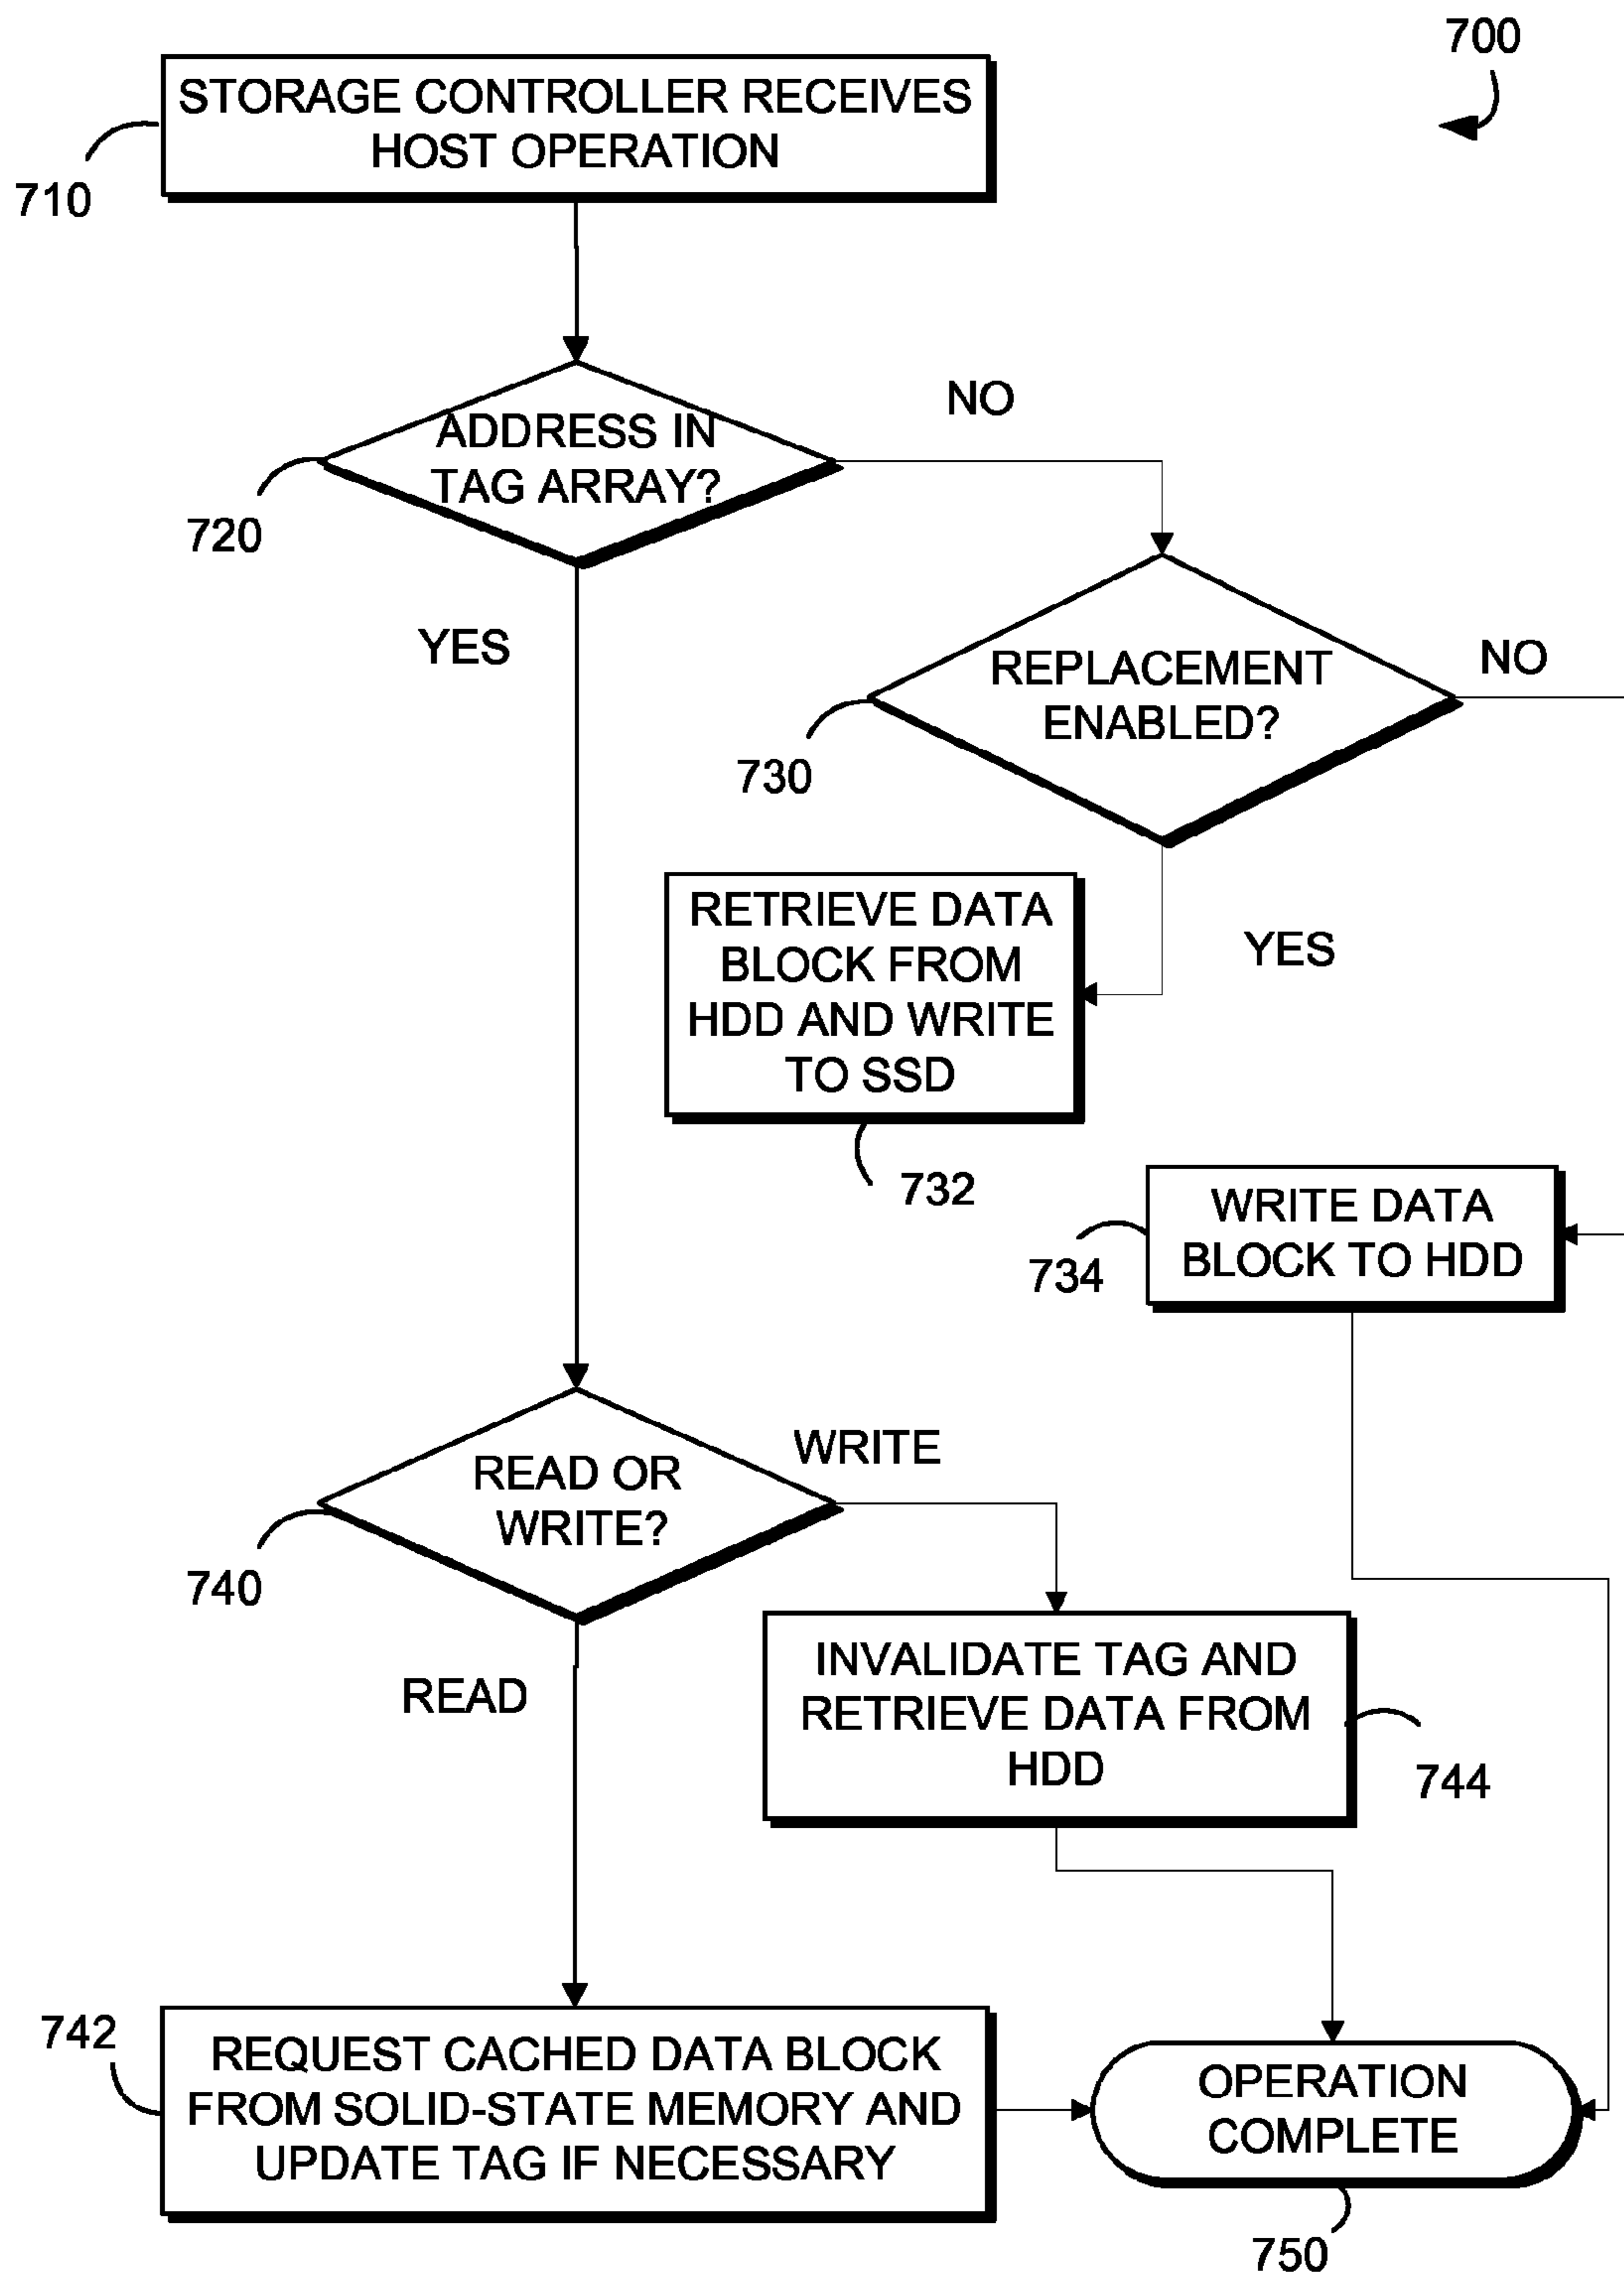 700
STORAGE CONTROLLER RECEIVES
HOST OPERATION
710
ADDRESS IN
TAG ARRAY?
720
NO
YES
REPLACEMENT
ENABLED?
730
NO
YES
RETRIEVE DATA
BLOCK FROM
HDD AND WRITE
TO SSD
732
WRITE DATA
BLOCK TO HDD
734
READ OR
WRITE?
740
WRITE
READ
INVALIDATE TAG AND
RETRIEVE DATA FROM
HDD
744
742
REQUEST CACHED DATA BLOCK
FROM SOLID-STATE MEMORY AND
UPDATE TAG IF NECESSARY
OPERATION
COMPLETE
750